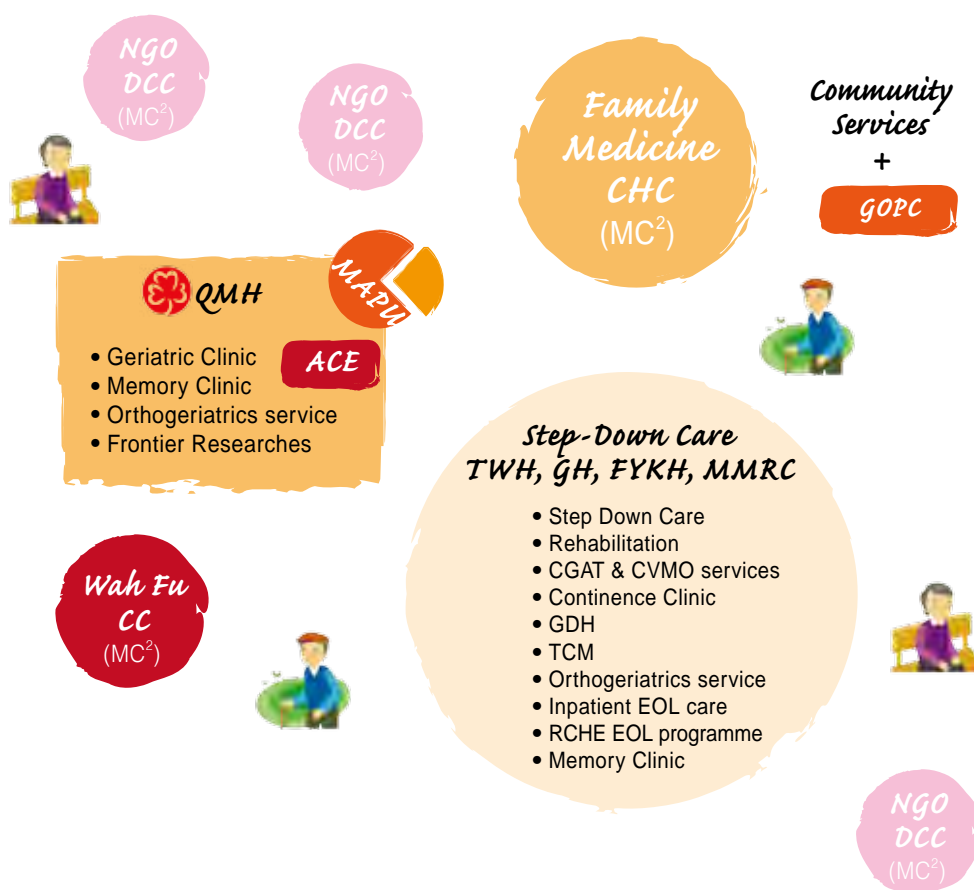 NGO
DCC
(MC²)
NGO
DCC
(MC²)
Family
Medicine
CHC
(MC²)
Community
Services
+
GOPC
MAPU
QMH
ACE
• Geriatric Clinic
• Memory Clinic
• Orthogeriatrics service
• Frontier Researches
Step-Down Care
TWH, GH, FYKH, MMRC
• Step Down Care
• Rehabilitation
• CGAT & CVMO services
• Continence Clinic
• GDH
• TCM
• Orthogeriatrics service
• Inpatient EOL care
• RCHE EOL programme
• Memory Clinic
Wah Fu
CC
(MC²)
NGO
DCC
(MC²)